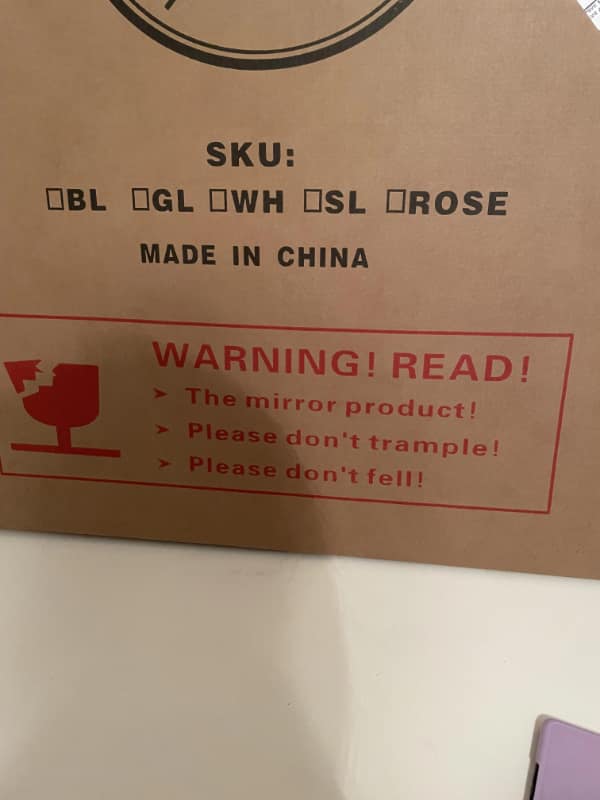 SKU:
□BL □GL □WH □SL □ROSE
MADE IN CHINA
WARNING! READ!
➤ The mirror product!
➤ Please don't trample!
➤ Please don't fell!